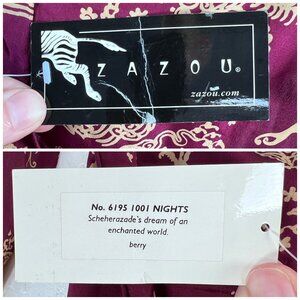 ZAZOU®
zazou.com
No. 6195 1001 NIGHTS
Scheherazade's dream of an
enchanted world.
berry